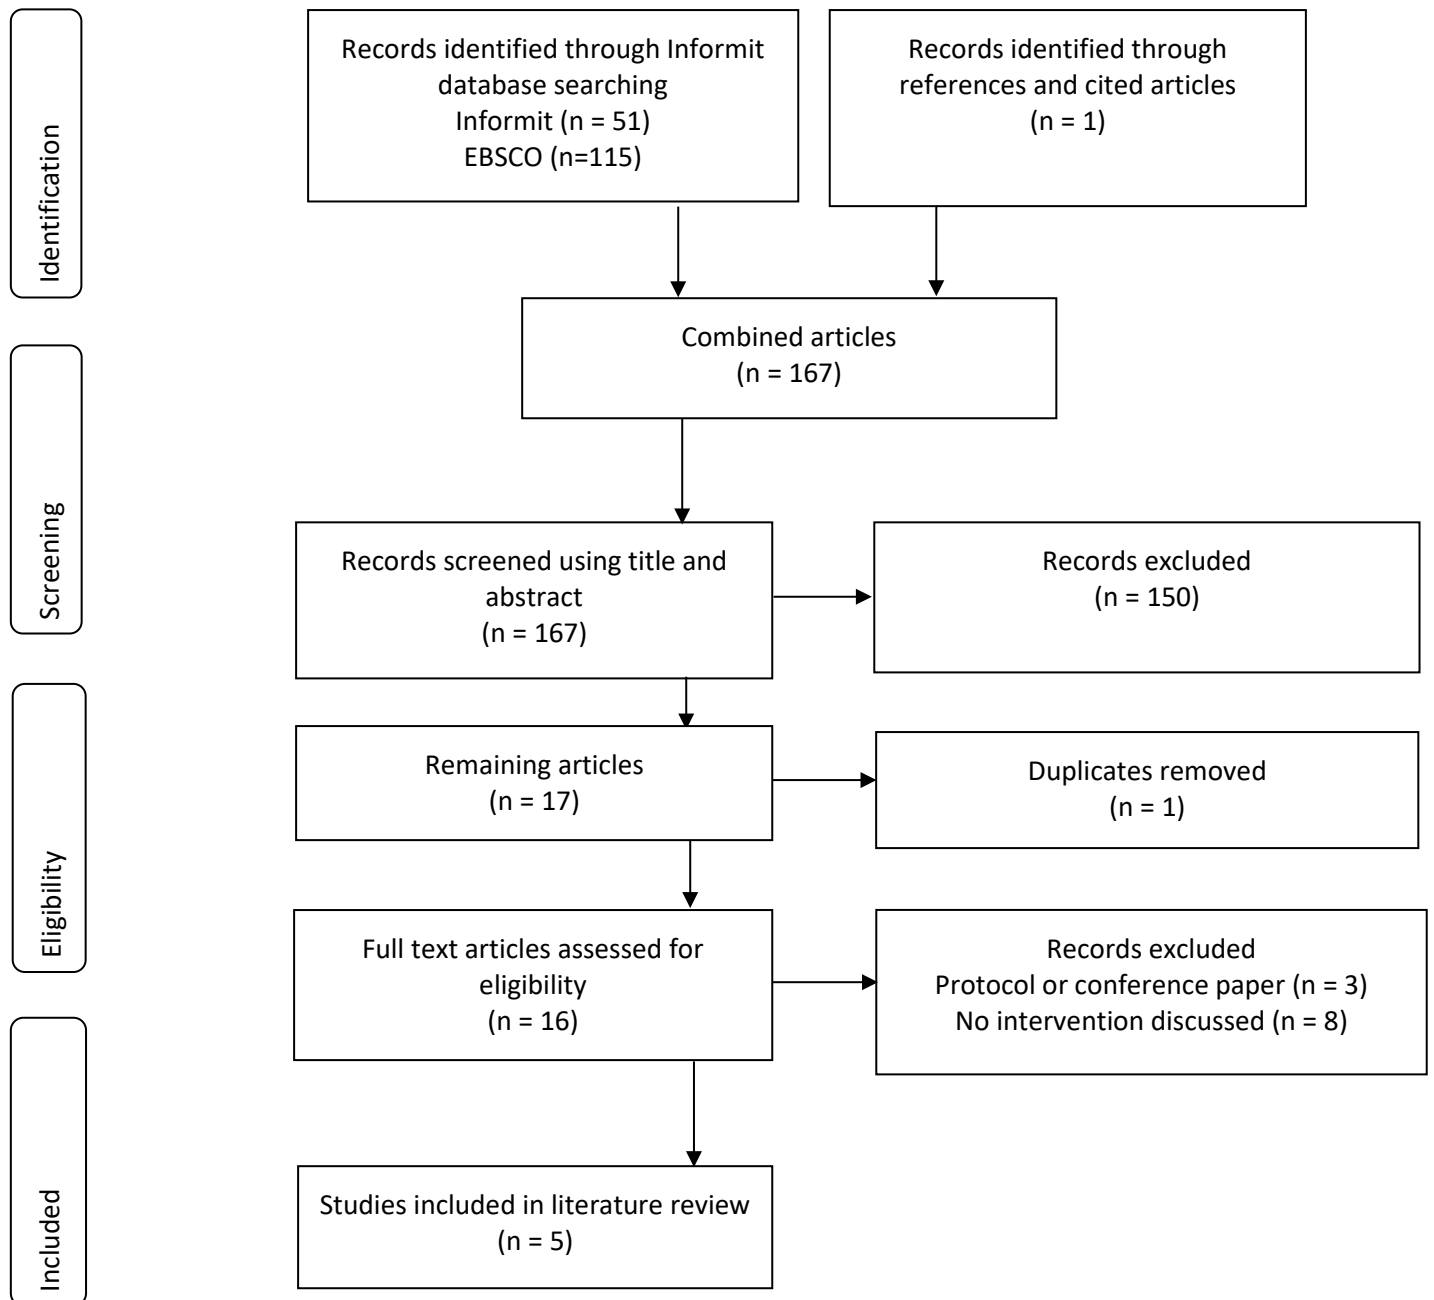 Identification
Records identified through Informit
database searching
Informit (n = 51)
EBSCO (n=115)
Records identified through
references and cited articles
(n = 1)
Combined articles
(n = 167)
Screening
Records screened using title and
abstract
(n = 167)
Records excluded
(n = 150)
Eligibility
Remaining articles
(n = 17)
Duplicates removed
(n = 1)
Full text articles assessed for
eligibility
(n = 16)
Records excluded
Protocol or conference paper (n = 3)
No intervention discussed (n = 8)
Included
Studies included in literature review
(n = 5)